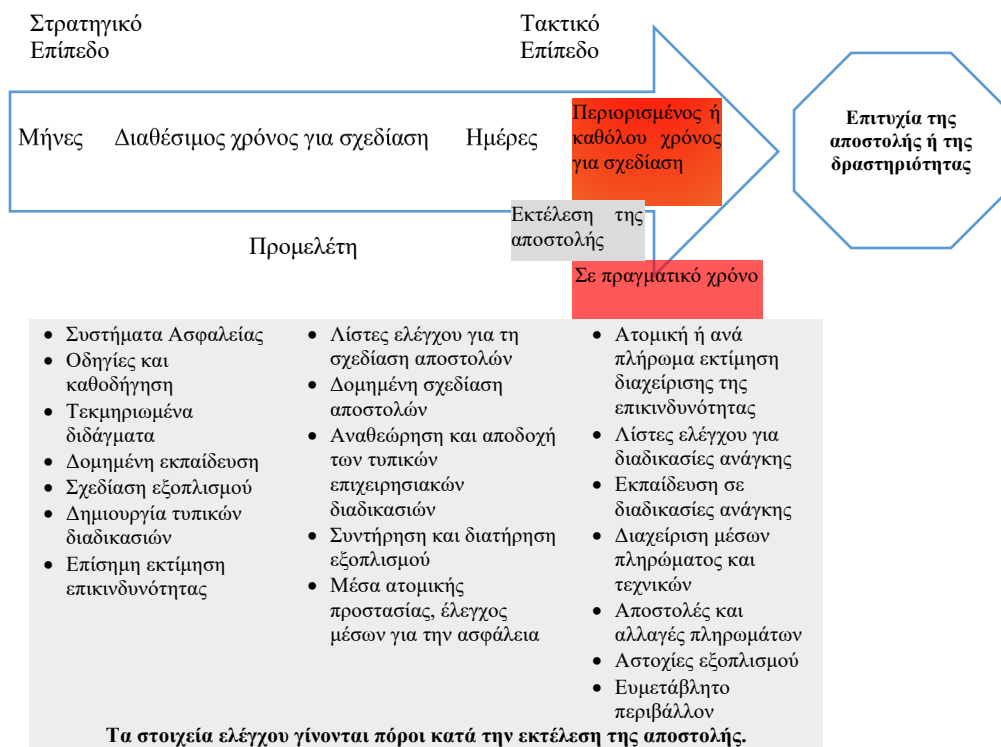 Στρατηγικό
Επίπεδο
Τακτικό
Επίπεδο
Μήνες
Διαθέσιμος χρόνος για σχεδίαση
Ημέρες
Περιορισμένος ή
καθόλου χρόνος
για σχεδίαση
Επιτυχία της
αποστολής ή της
δραστηριότητας
Εκτέλεση της
αποστολής
Προμελέτη
Σε πραγματικό χρόνο
• Συστήματα Ασφαλείας
• Οδηγίες και
καθοδήγηση
• Τεκμηριωμένα
διδάγματα
• Δομημένη εκπαίδευση
• Σχεδίαση εξοπλισμού
• Δημιουργία τυπικών
διαδικασιών
• Επίσημη εκτίμηση
επικινδυνότητας
• Λίστες ελέγχου για τη
σχεδίαση αποστολών
• Δομημένη σχεδίαση
αποστολών
• Αναθεώρηση και αποδοχή
των τυπικών
επιχειρησιακών
διαδικασιών
• Συντήρηση και διατήρηση
εξοπλισμού
• Μέσα ατομικής
προστασίας, έλεγχος
μέσων για την ασφάλεια
• Ατομική ή ανά
πλήρωμα εκτίμηση
διαχείρισης της
επικινδυνότητας
• Λίστες ελέγχου για
διαδικασίες ανάγκης
• Εκπαίδευση σε
διαδικασίες ανάγκης
• Διαχείριση μέσων
πληρώματος και
τεχνικών
• Αποστολές και
αλλαγές πληρωμάτων
• Αστοχίες εξοπλισμού
• Ευμετάβλητο
περιβάλλον
Τα στοιχεία ελέγχου γίνονται πόροι κατά την εκτέλεση της αποστολής.